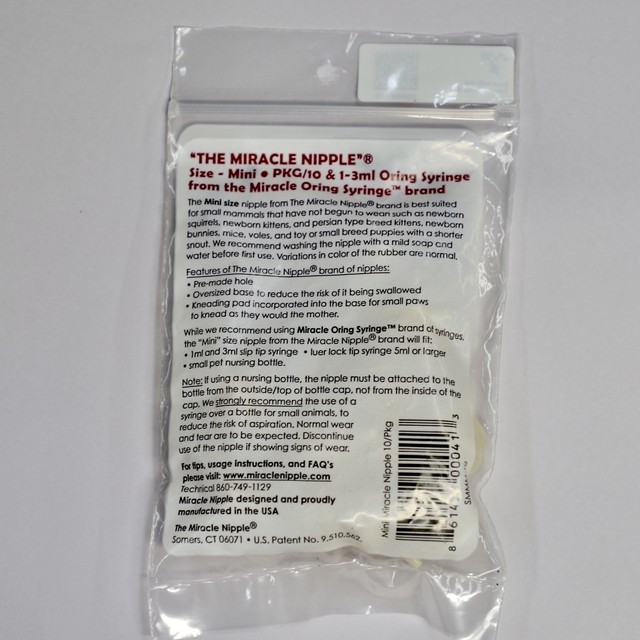 "THE MIRACLE NIPPLE"®
Size - Mini • PKG/10 & 1-3ml Oring Syringe
from the Miracle Oring Syringe™ brand
The Mini size nipple from The Miracle Nipple® brand is best suited
for small mammals that have not begun to wean such as newborn
squirrels, newborn kittens, and persian type breed kittens, newborn
bunnies, mice, voles, and toy or small breed puppies with a shorter
snout. We recommend washing the nipple with a mild soap and
water before first use. Variations in color of the rubber are normal.
Features of The Miracle Nipple® brand of nipples:
• Pre-made hole
• Oversized base to reduce the risk of it being swallowed
• Kneading pad incorporated into the base for small paws
to knead as they would the mother.
While we recommend using Miracle Oring Syringe™ brand of syringes,
the "Mini" size nipple from the Miracle Nipple® brand will fit:
• 1ml and 3ml slip tip syringe • luer lock tip syringe 5ml or larger
• small pet nursing bottle.
Note: If using a nursing bottle, the nipple must be attached to the
bottle from the outside/top of bottle cap, not from the inside of the
cap. We strongly recommend the use of a
syringe over a bottle for small animals, to
reduce the risk of aspiration. Normal wear
and tear are to be expected. Discontinue
use of the nipple if showing signs of wear.
For tips, usage instructions, and FAQ's
please visit: www.miraclenipple.com
Technical 860-749-1129
Miracle Nipple designed and proudly
manufactured in the USA
The Miracle Nipple®
Somers, CT 06071 • U.S. Patent No. 9,510,562.
Mini Miracle Nipple 10/Pkg